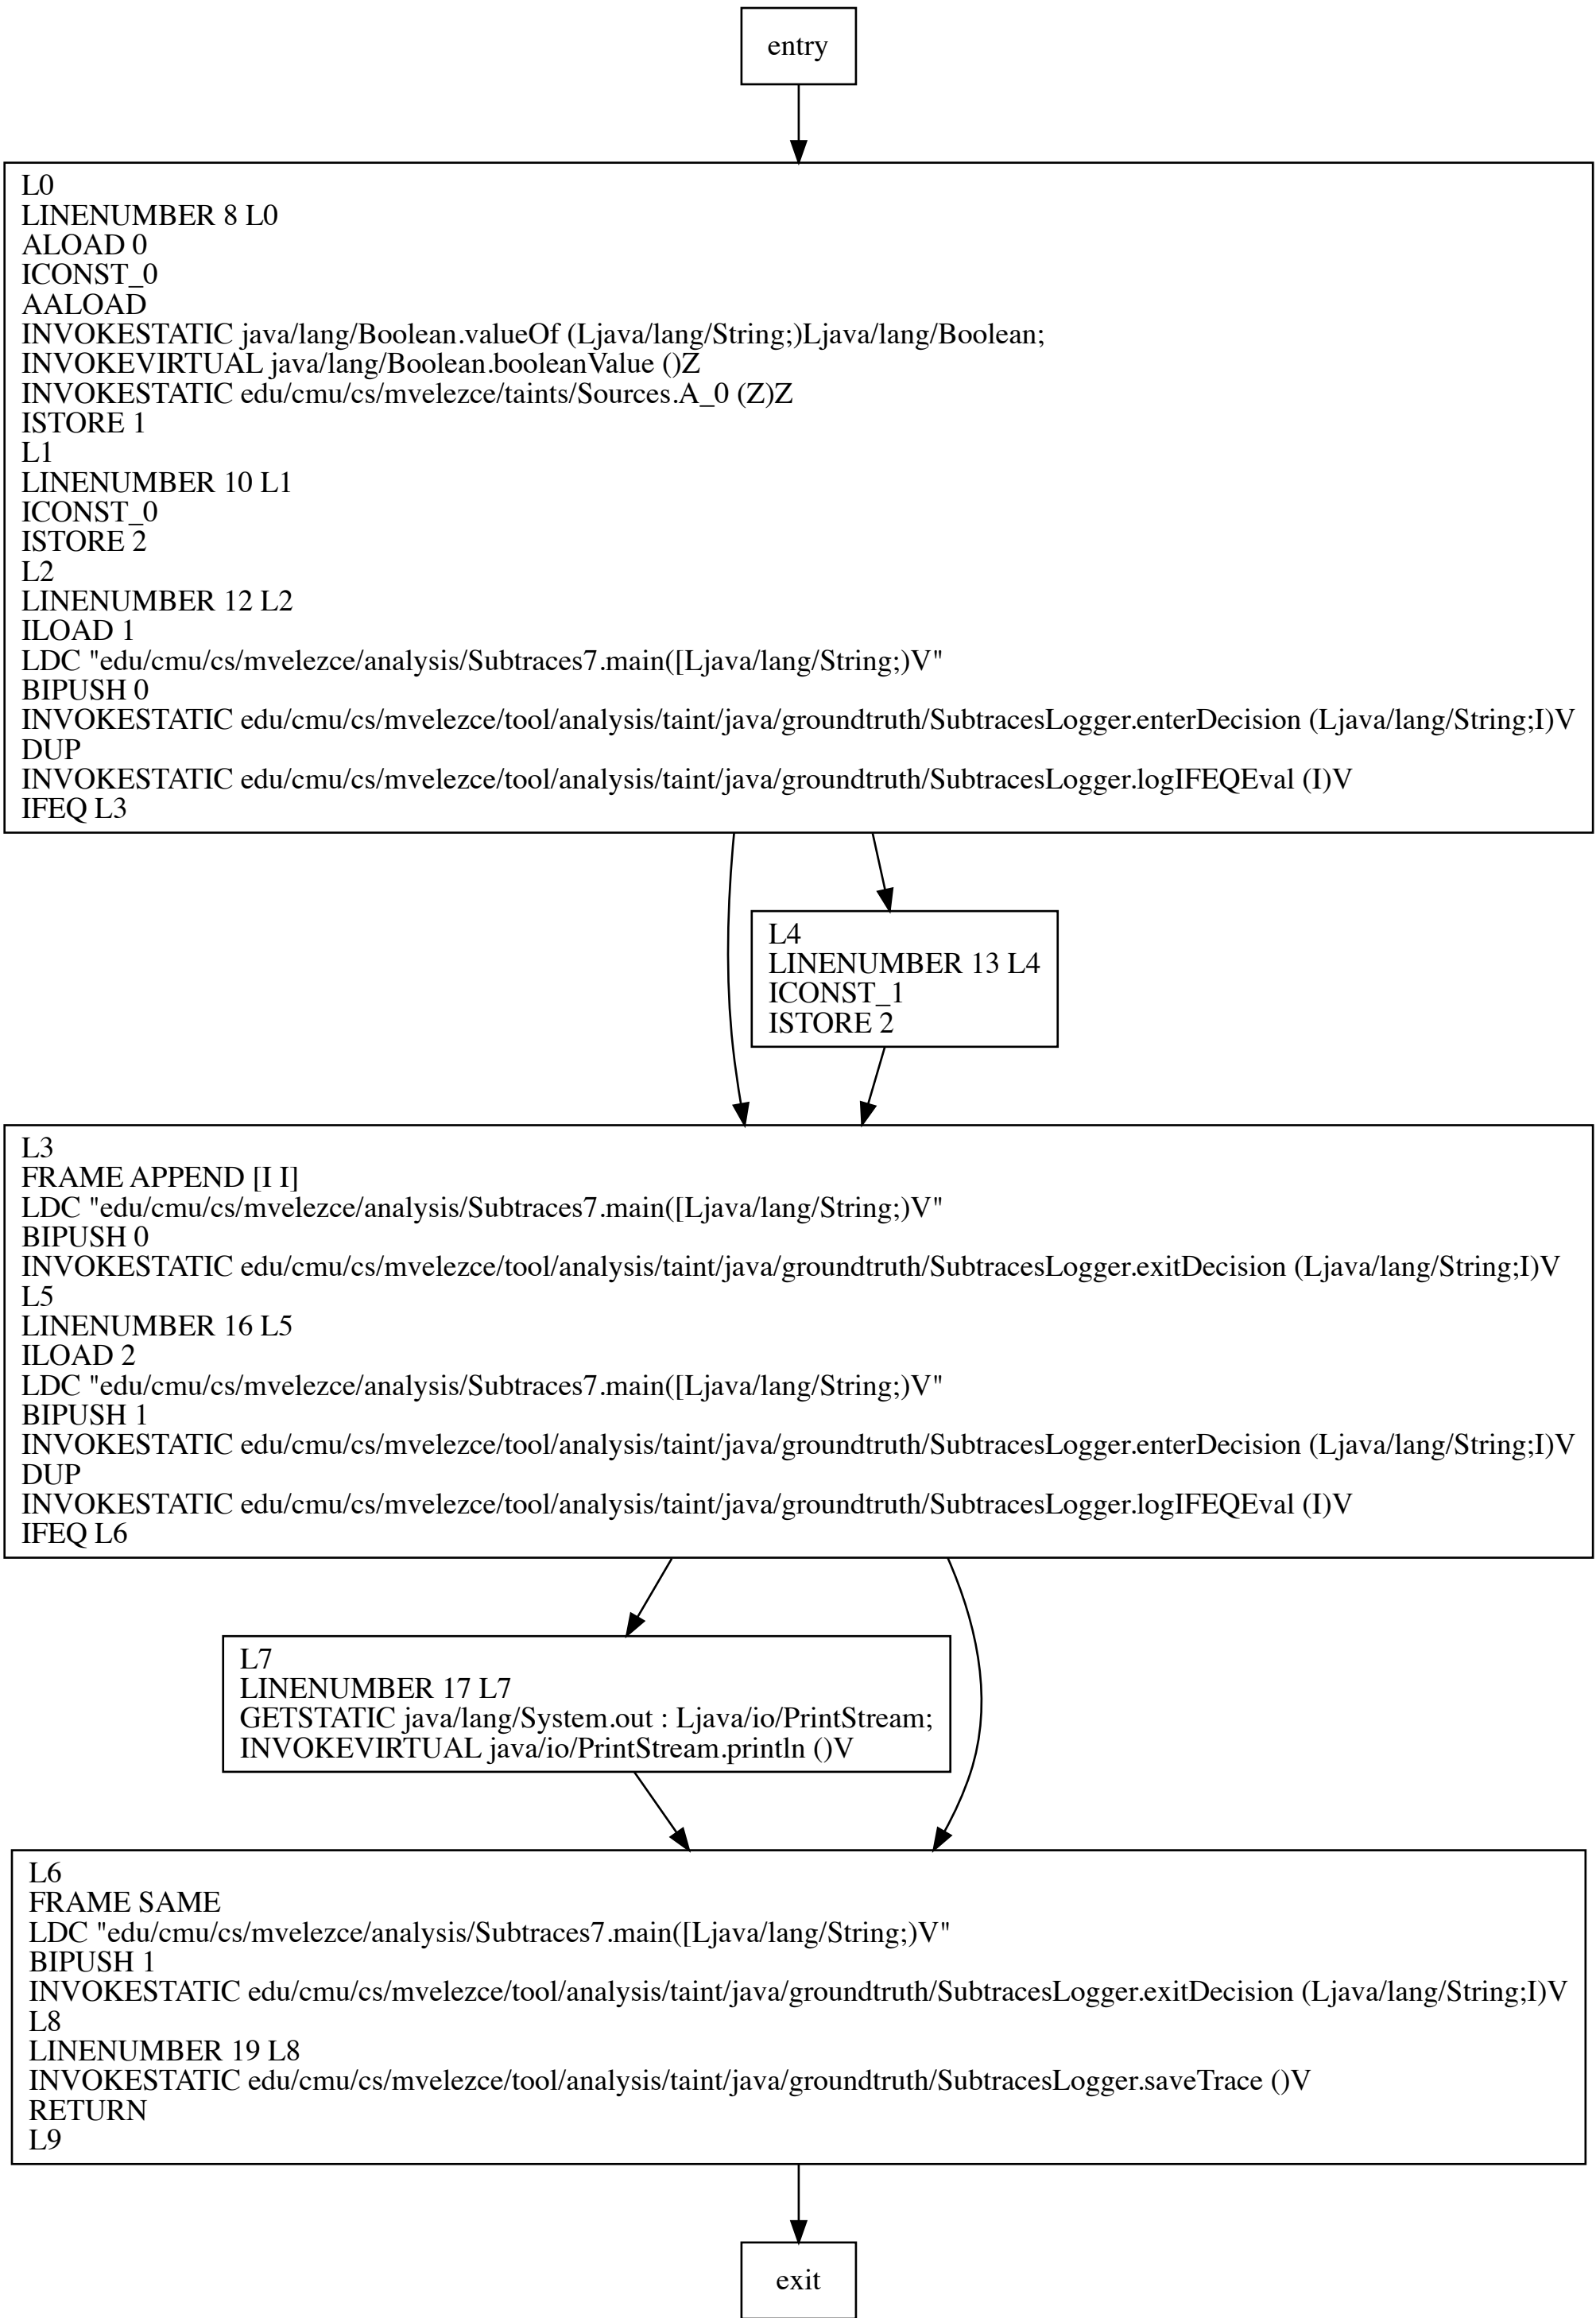 entry
L0
LINENUMBER 8 L0
ALOAD 0
ICONST_0
AALOAD
INVOKESTATIC java/lang/Boolean.valueOf (Ljava/lang/String;)Ljava/lang/Boolean;
INVOKEVIRTUAL java/lang/Boolean.booleanValue ()Z
INVOKESTATIC edu/cmu/cs/mvelezce/taints/Sources.A_0 (Z)Z
ISTORE 1
L1
LINENUMBER 10 L1
ICONST_0
ISTORE 2
L2
LINENUMBER 12 L2
ILOAD 1
LDC "edu/cmu/cs/mvelezce/analysis/Subtraces7.main([Ljava/lang/String;)V"
BIPUSH 0
INVOKESTATIC edu/cmu/cs/mvelezce/tool/analysis/taint/java/groundtruth/SubtracesLogger.enterDecision (Ljava/lang/String;I)V
DUP
INVOKESTATIC edu/cmu/cs/mvelezce/tool/analysis/taint/java/groundtruth/SubtracesLogger.logIFEQEval (I)V
IFEQ L3
L4
LINENUMBER 13 L4
ICONST_1
ISTORE 2
L3
FRAME APPEND [I I]
LDC "edu/cmu/cs/mvelezce/analysis/Subtraces7.main([Ljava/lang/String;)V"
BIPUSH 0
INVOKESTATIC edu/cmu/cs/mvelezce/tool/analysis/taint/java/groundtruth/SubtracesLogger.exitDecision (Ljava/lang/String;I)V
L5
LINENUMBER 16 L5
ILOAD 2
LDC "edu/cmu/cs/mvelezce/analysis/Subtraces7.main([Ljava/lang/String;)V"
BIPUSH 1
INVOKESTATIC edu/cmu/cs/mvelezce/tool/analysis/taint/java/groundtruth/SubtracesLogger.enterDecision (Ljava/lang/String;I)V
DUP
INVOKESTATIC edu/cmu/cs/mvelezce/tool/analysis/taint/java/groundtruth/SubtracesLogger.logIFEQEval (I)V
IFEQ L6
L7
LINENUMBER 17 L7
GETSTATIC java/lang/System.out : Ljava/io/PrintStream;
INVOKEVIRTUAL java/io/PrintStream.println ()V
L6
FRAME SAME
LDC "edu/cmu/cs/mvelezce/analysis/Subtraces7.main([Ljava/lang/String;)V"
BIPUSH 1
INVOKESTATIC edu/cmu/cs/mvelezce/tool/analysis/taint/java/groundtruth/SubtracesLogger.exitDecision (Ljava/lang/String;I)V
L8
LINENUMBER 19 L8
INVOKESTATIC edu/cmu/cs/mvelezce/tool/analysis/taint/java/groundtruth/SubtracesLogger.saveTrace ()V
RETURN
L9
exit